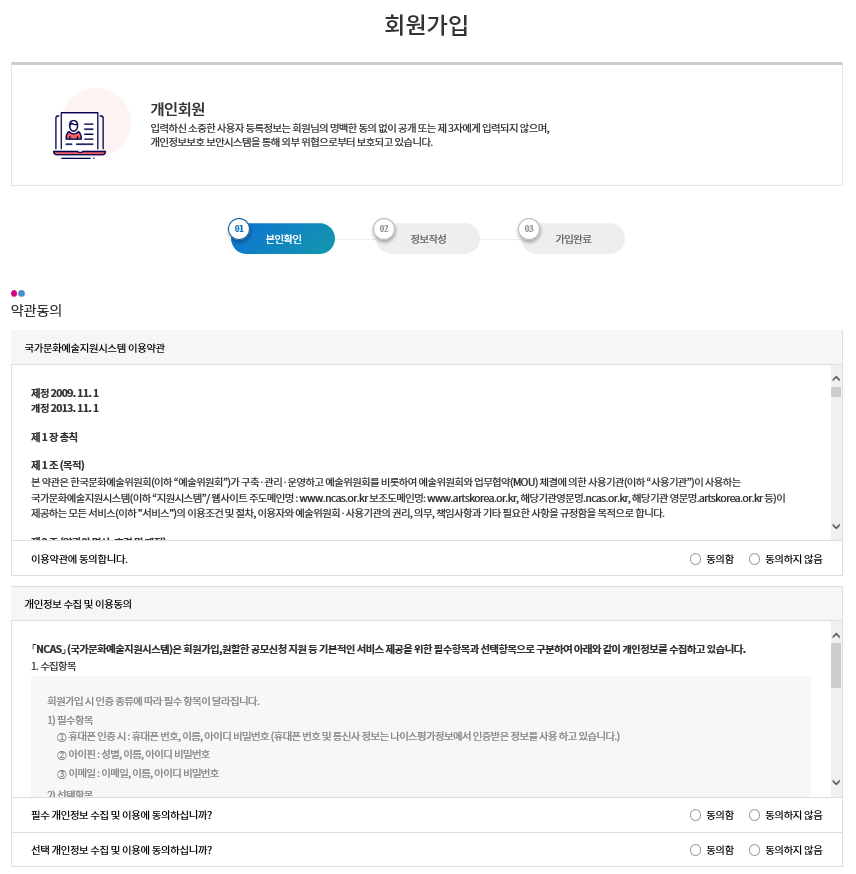 회원가입
개인회원
입력하신 소중한 사용자 등록정보는 회원님의 명백한 동의 없이 공개 또는 제 3자에게 입력되지 않으며,
개인정보보호 보안시스템을 통해 외부 위협으로부터 보호되고 있습니다.
01 본인확인
02 정보작성
03 가입완료
약관동의
국가문화예술지원시스템 이용약관
제정 2009. 11. 1
개정 2013. 11. 1
제 1 장 총칙
제 1 조 (목적)
본 약관은 한국문화예술위원회(이하 “예술위원회”)가 구축·관리·운영하고 예술위원회를 비롯하여 예술위원회와 업무협약(MOU) 체결에 의한 사용기관(이하 “사용기관”)이 사용하는
국가문화예술지원시스템(이하 “지원시스템”/ 웹사이트 주도메인명 : www.ncas.or.kr 보조도메인명: www.artskorea.or.kr, 해당기관영문명.ncas.or.kr, 해당기관 영문명.artskorea.or.kr 등)이
제공하는 모든 서비스(이하 "서비스")의 이용조건 및 절차, 이용자와 예술위원회·사용기관의 권리, 의무, 책임사항과 기타 필요한 사항을 규정함을 목적으로 합니다.
이용약관에 동의합니다. 동의함 동의하지 않음
개인정보 수집 및 이용동의
「NCAS」(국가문화예술지원시스템)은 회원가입,원할한 공모신청 지원 등 기본적인 서비스 제공을 위한 필수항목과 선택항목으로 구분하여 아래와 같이 개인정보를 수집하고 있습니다.
1. 수집항목
회원가입 시 인증 종류에 따라 필수 항목이 달라집니다.
1) 필수항목
① 휴대폰 인증 시 : 휴대폰 번호, 이름, 아이디 비밀번호 (휴대폰 번호 및 통신사 정보는 나이스평가정보에서 인증받은 정보를 사용 하고 있습니다.)
② 아이핀 : 성별, 이름, 아이디 비밀번호
③ 이메일 : 이메일, 이름, 아이디 비밀번호
2) 선택항목
필수 개인정보 수집 및 이용에 동의하십니까? 동의함 동의하지 않음
선택 개인정보 수집 및 이용에 동의하십니까? 동의함 동의하지 않음